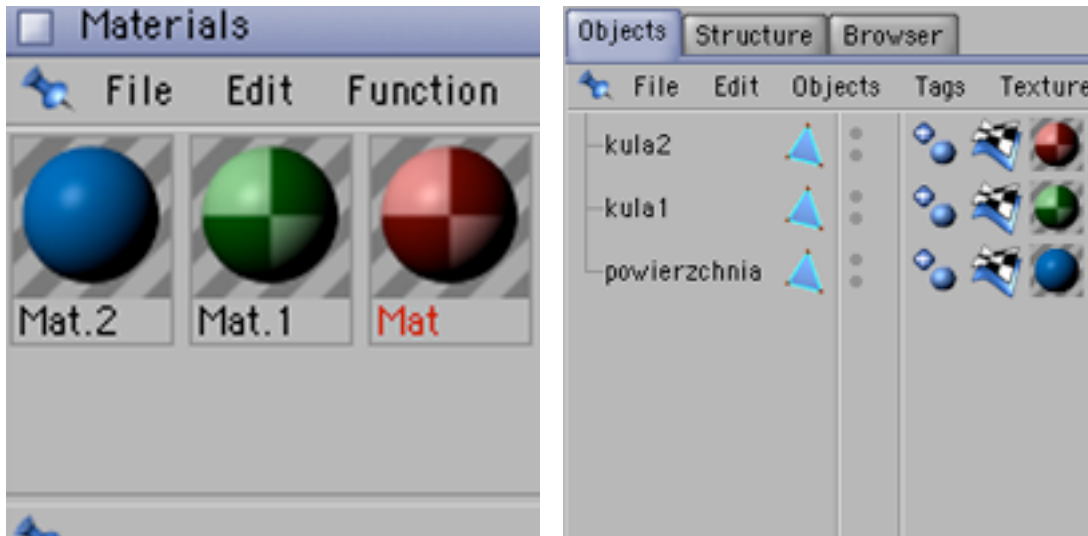 Materials
File Edit Function
Mat.2 Mat.1 Mat
Objects Structure Browser
File Edit Objects Tags Texture
kula2
kula1
powierzchnia